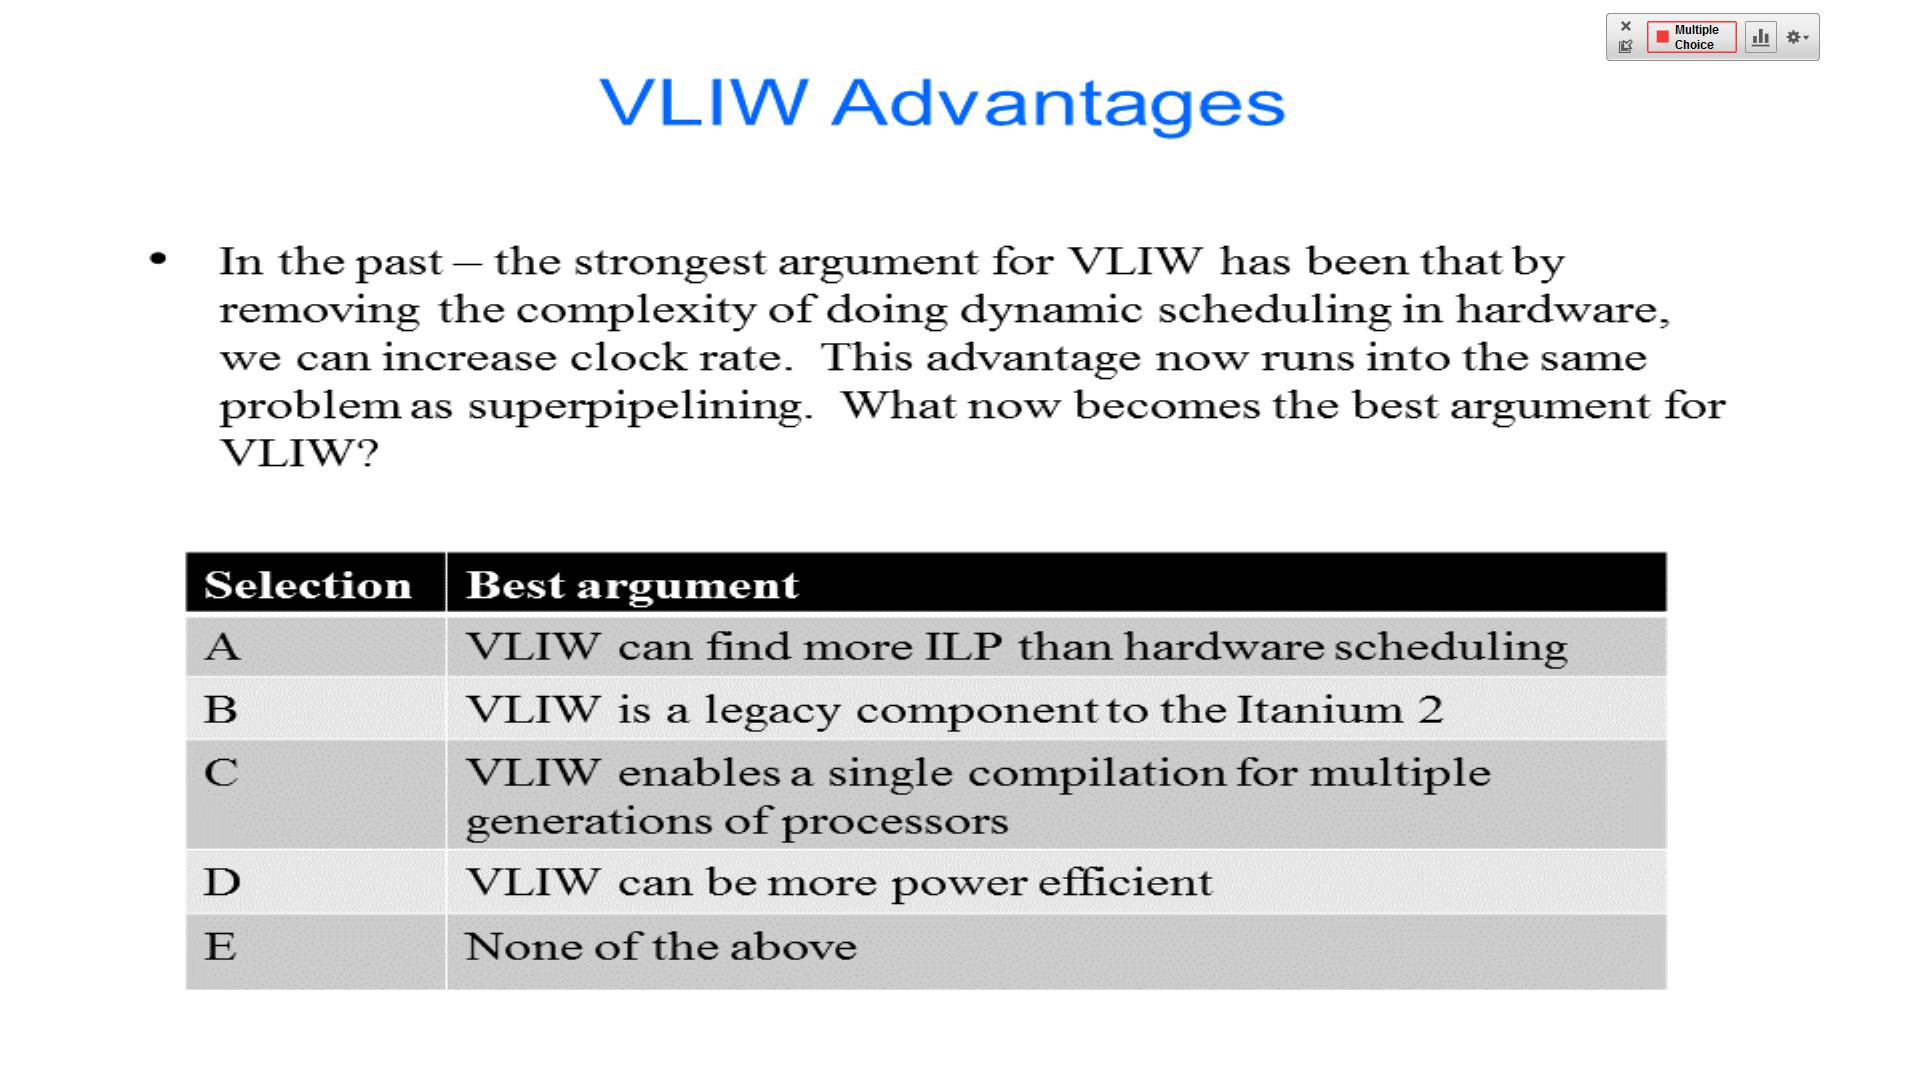 Multiple
Choice
VLIW Advantages
• In the past – the strongest argument for VLIW has been that by
removing the complexity of doing dynamic scheduling in hardware,
we can increase clock rate. This advantage now runs into the same
problem as superpipelining. What now becomes the best argument for
VLIW?
Selection Best argument
A VLIW can find more ILP than hardware scheduling
B VLIW is a legacy component to the Itanium 2
C VLIW enables a single compilation for multiple
generations of processors
D VLIW can be more power efficient
E None of the above